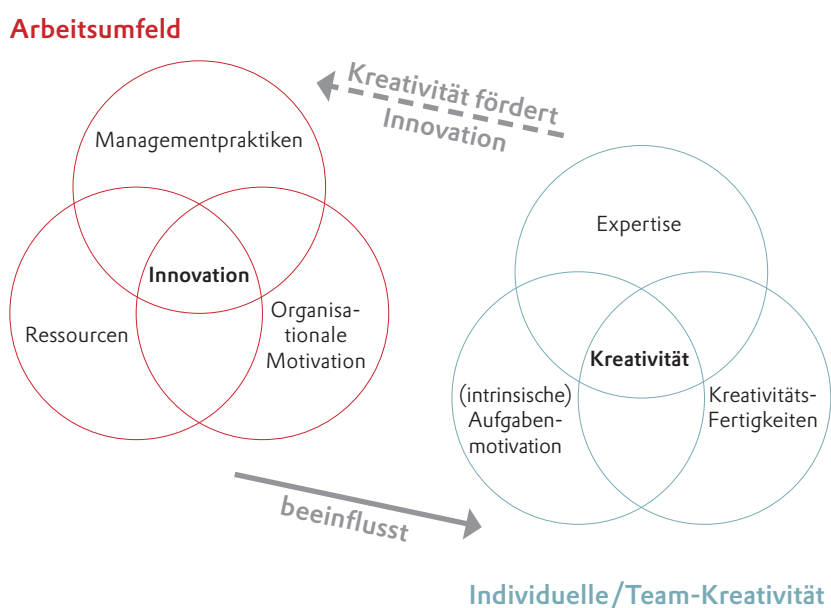 Arbeitsumfeld
Kreativität fördert
Innovation
Managementpraktiken
Innovation
Ressourcen
Organisa-
tionale
Motivation
Expertise
Kreativität
(intrinsische)
Aufgaben-
motivation
Kreativitäts-
Fertigkeiten
beeinflusst
Individuelle/Team-Kreativität